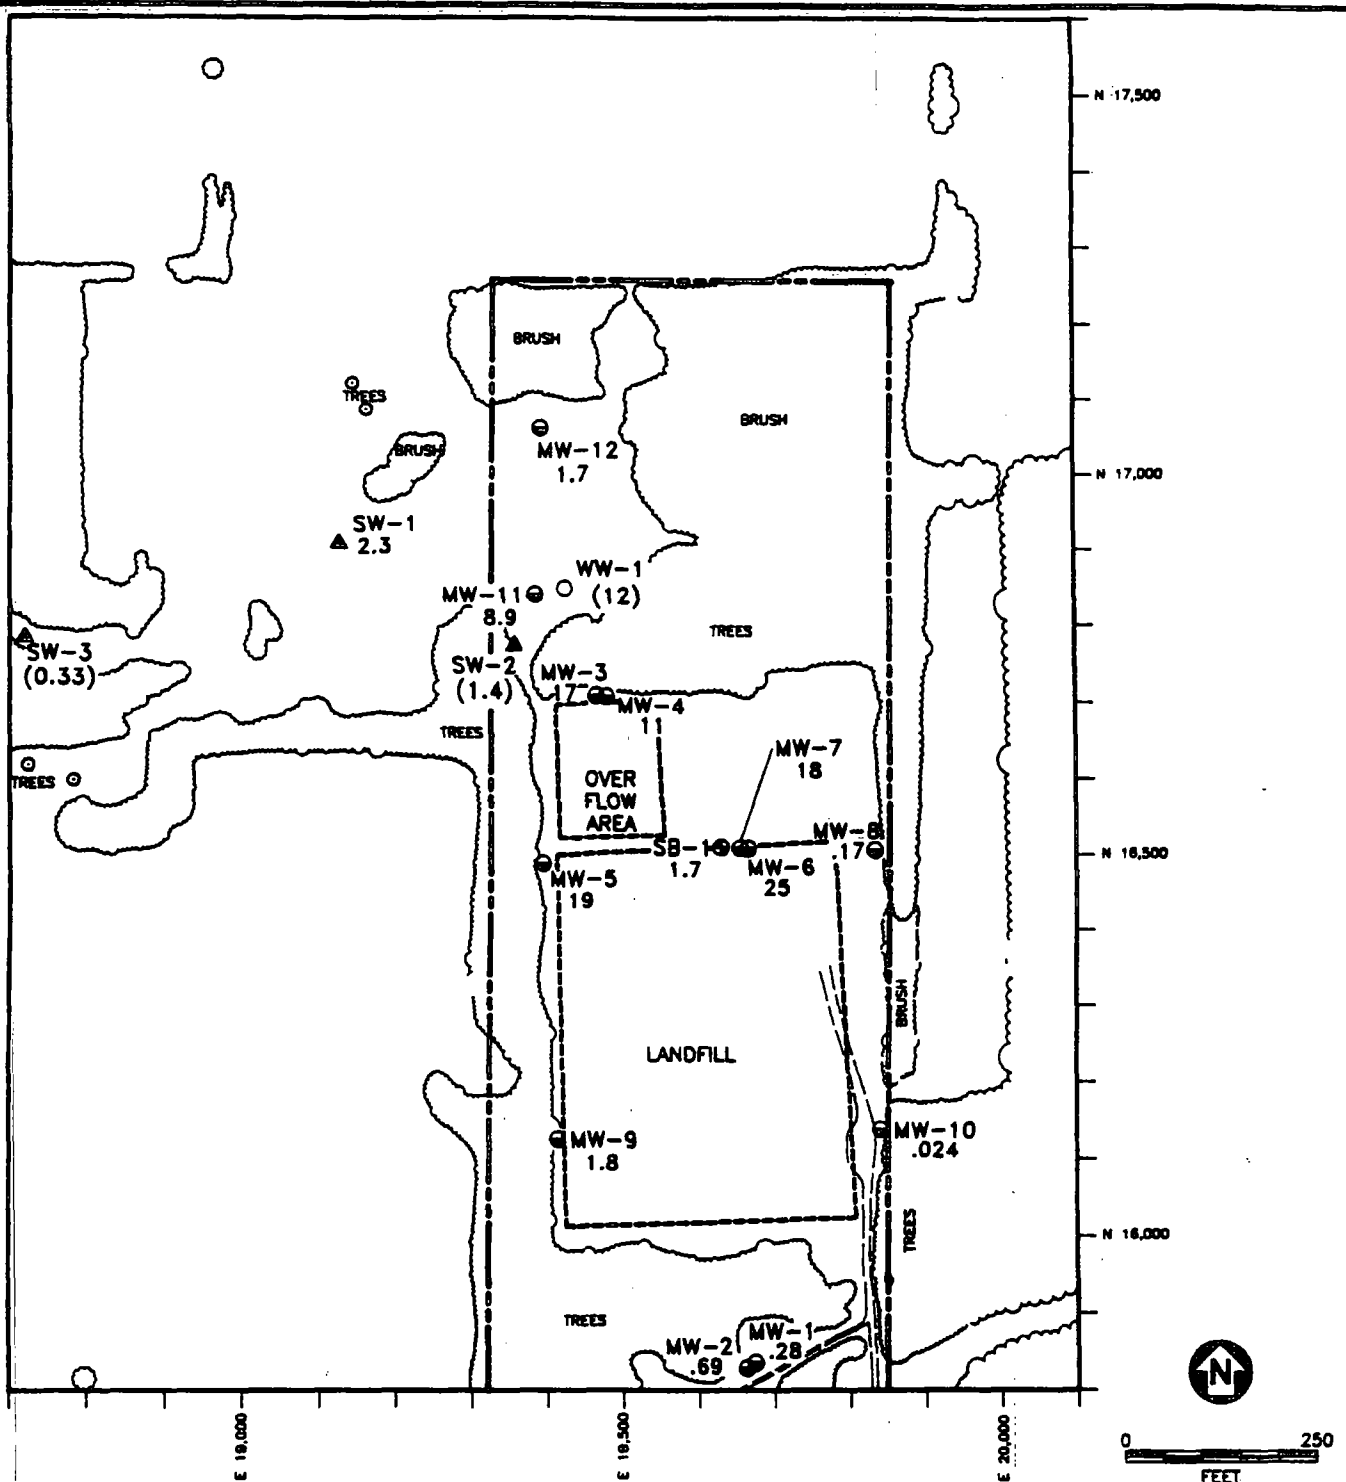 N 17,500
BRUSH
TREES
BRUSH
BRUSH
MW-12
1.7
N 17,000
SW-1
2.3
WW-1
(12)
MW-11
8.9
TREES
SW-3
(0.33)
SW-2
(1.4)
MW-3
17
MW-4
11
TREES
MW-7
18
TREES
OVER
FLOW
AREA
MW-8
.17
SB-1
1.7
MW-6
25
N 16,500
MW-5
19
BRUSH
LANDFILL
MW-10
.024
MW-9
1.8
TREES
N 16,000
TREES
MW-1
.28
MW-2
.69
N
E 19,000
E 19,500
E 20,000
0 250
FEET